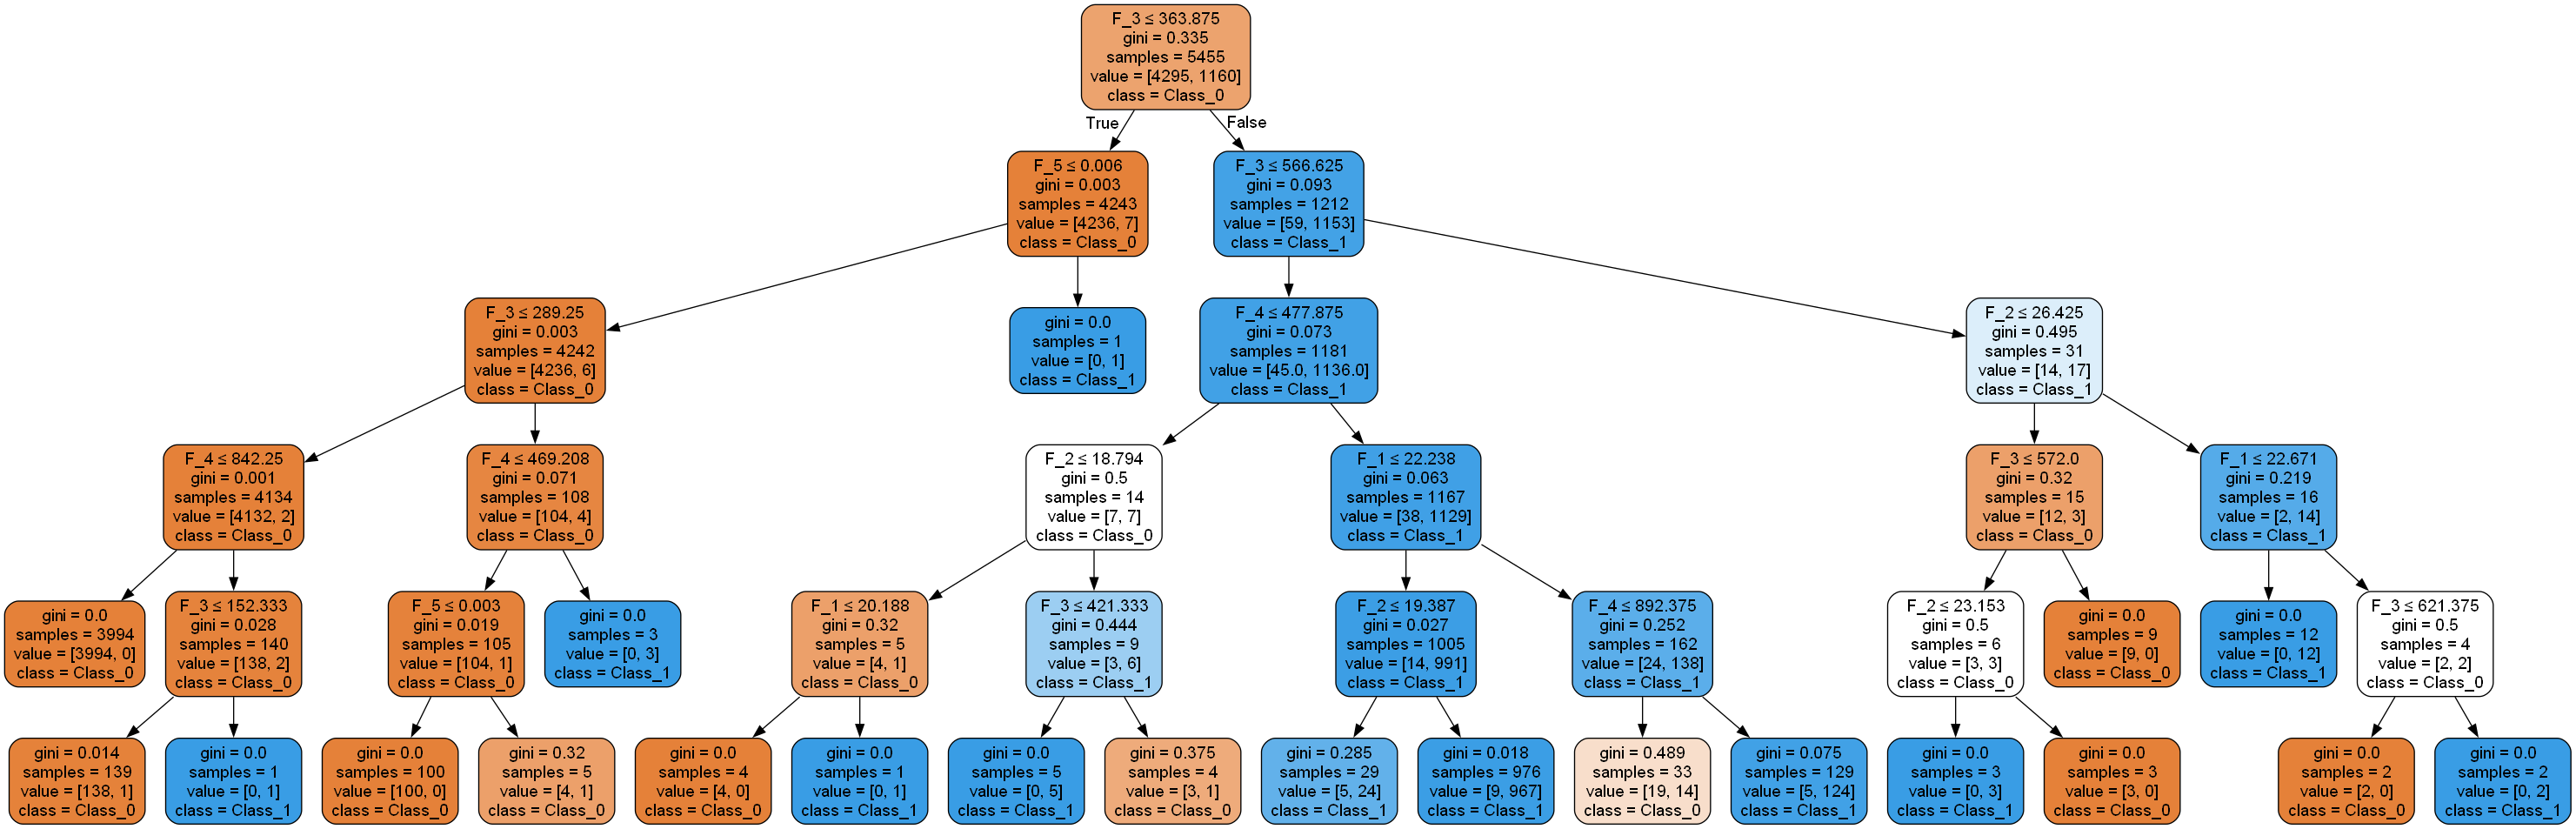 F_3 ≤ 363.875
gini = 0.335
samples = 5455
value = [4295, 1160]
class = Class_0
True
False
F_5 ≤ 0.006
gini = 0.003
samples = 4243
value = [4236, 7]
class = Class_0
F_3 ≤ 566.625
gini = 0.093
samples = 1212
value = [59, 1153]
class = Class_1
F_3 ≤ 289.25
gini = 0.003
samples = 4242
value = [4236, 6]
class = Class_0
gini = 0.0
samples = 1
value = [0, 1]
class = Class_1
F_4 ≤ 477.875
gini = 0.073
samples = 1181
value = [45.0, 1136.0]
class = Class_1
F_2 ≤ 26.425
gini = 0.495
samples = 31
value = [14, 17]
class = Class_1
F_4 ≤ 842.25
gini = 0.001
samples = 4134
value = [4132, 2]
class = Class_0
F_4 ≤ 469.208
gini = 0.071
samples = 108
value = [104, 4]
class = Class_0
F_2 ≤ 18.794
gini = 0.5
samples = 14
value = [7, 7]
class = Class_0
F_1 ≤ 22.238
gini = 0.063
samples = 1167
value = [38, 1129]
class = Class_1
F_3 ≤ 572.0
gini = 0.32
samples = 15
value = [12, 3]
class = Class_0
F_1 ≤ 22.671
gini = 0.219
samples = 16
value = [2, 14]
class = Class_1
gini = 0.0
samples = 3994
value = [3994, 0]
class = Class_0
F_3 ≤ 152.333
gini = 0.028
samples = 140
value = [138, 2]
class = Class_0
F_5 ≤ 0.003
gini = 0.019
samples = 105
value = [104, 1]
class = Class_0
gini = 0.0
samples = 3
value = [0, 3]
class = Class_1
F_1 ≤ 20.188
gini = 0.32
samples = 5
value = [4, 1]
class = Class_0
F_3 ≤ 421.333
gini = 0.444
samples = 9
value = [3, 6]
class = Class_1
F_2 ≤ 19.387
gini = 0.027
samples = 1005
value = [14, 991]
class = Class_1
F_4 ≤ 892.375
gini = 0.252
samples = 162
value = [24, 138]
class = Class_1
F_2 ≤ 23.153
gini = 0.5
samples = 6
value = [3, 3]
class = Class_0
gini = 0.0
samples = 9
value = [9, 0]
class = Class_0
gini = 0.0
samples = 12
value = [0, 12]
class = Class_1
F_3 ≤ 621.375
gini = 0.5
samples = 4
value = [2, 2]
class = Class_0
gini = 0.014
samples = 139
value = [138, 1]
class = Class_0
gini = 0.0
samples = 1
value = [0, 1]
class = Class_1
gini = 0.0
samples = 100
value = [100, 0]
class = Class_0
gini = 0.32
samples = 5
value = [4, 1]
class = Class_0
gini = 0.0
samples = 4
value = [4, 0]
class = Class_0
gini = 0.0
samples = 1
value = [0, 1]
class = Class_1
gini = 0.0
samples = 5
value = [0, 5]
class = Class_1
gini = 0.375
samples = 4
value = [3, 1]
class = Class_0
gini = 0.285
samples = 29
value = [5, 24]
class = Class_1
gini = 0.018
samples = 976
value = [9, 967]
class = Class_1
gini = 0.489
samples = 33
value = [19, 14]
class = Class_0
gini = 0.075
samples = 129
value = [5, 124]
class = Class_1
gini = 0.0
samples = 3
value = [0, 3]
class = Class_1
gini = 0.0
samples = 3
value = [3, 0]
class = Class_0
gini = 0.0
samples = 2
value = [2, 0]
class = Class_0
gini = 0.0
samples = 2
value = [0, 2]
class = Class_1